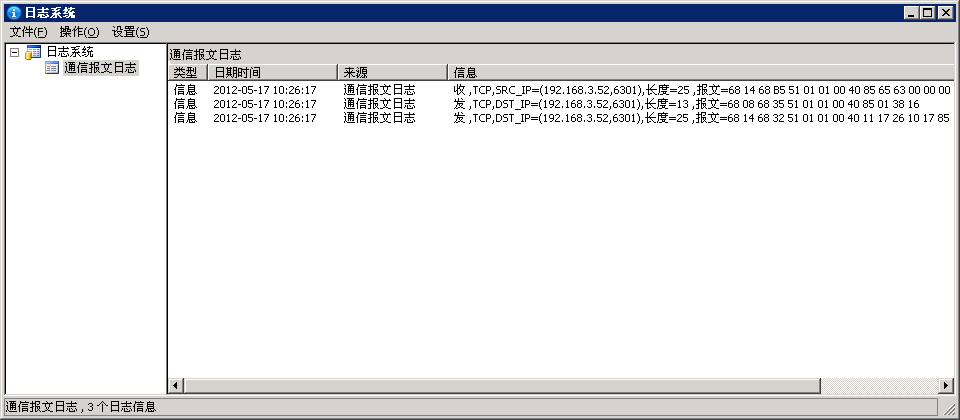 日志系统
文件(F) 操作(O) 设置(S)
日志系统
通信报文日志
通信报文日志
类型 日期时间 来源 信息
信息 2012-05-17 10:26:17 通信报文日志 收 ,TCP,SRC_IP=(192.168.3.52,6301),长度=25 ,报文=68 14 68 B5 51 01 01 00 40 85 65 63 00 00 00
信息 2012-05-17 10:26:17 通信报文日志 发 ,TCP,DST_IP=(192.168.3.52,6301),长度=13 ,报文=68 08 68 35 51 01 01 00 40 85 01 38 16
信息 2012-05-17 10:26:17 通信报文日志 发 ,TCP,DST_IP=(192.168.3.52,6301),长度=25 ,报文=68 14 68 32 51 01 01 00 40 11 17 26 10 17 85
通信报文日志 , 3 个日志信息